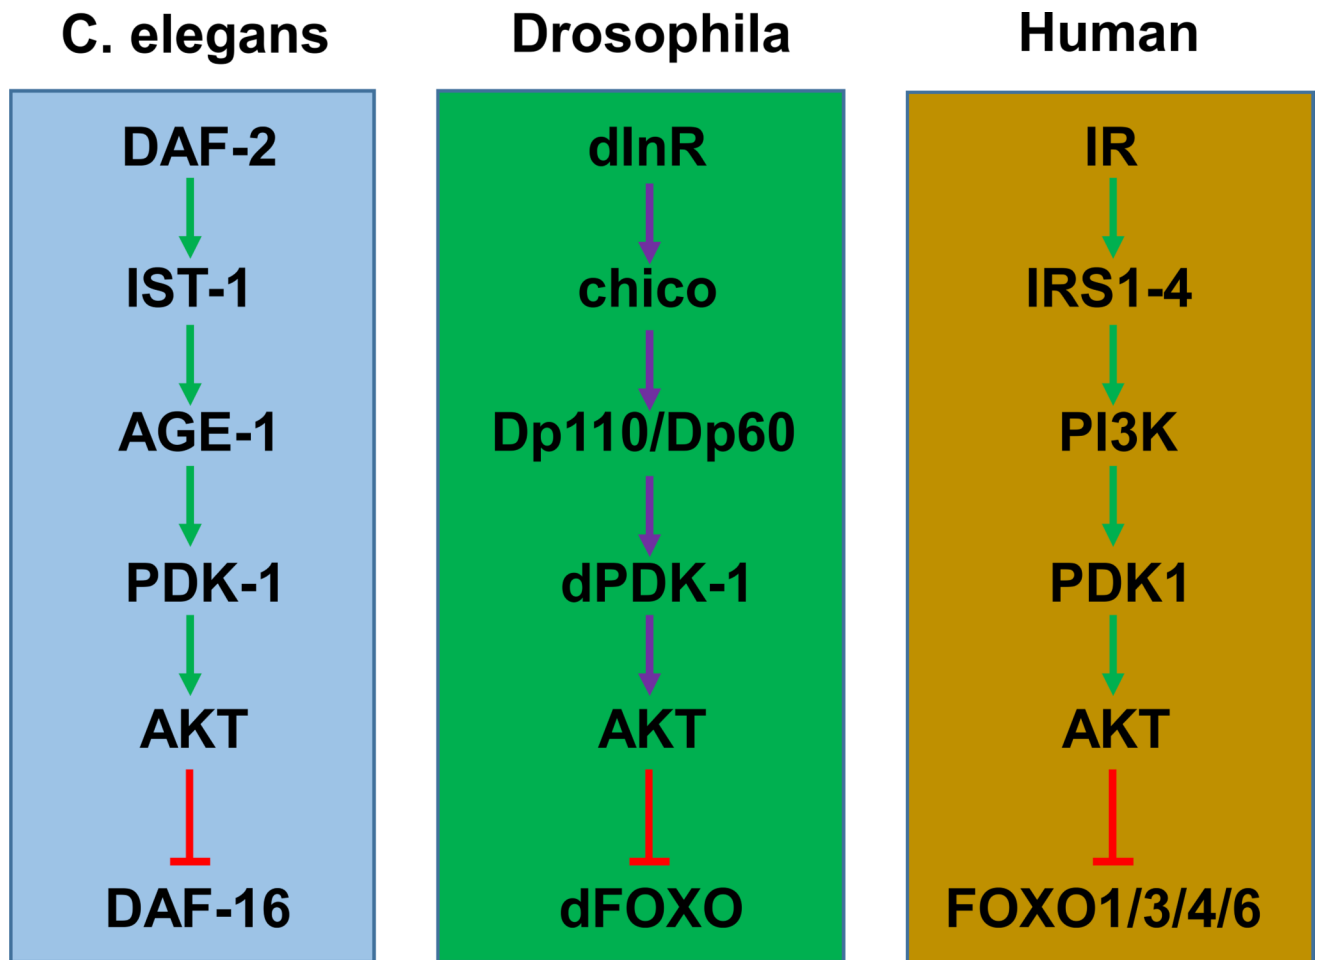 C. elegans
DAF-2
IST-1
AGE-1
PDK-1
AKT
DAF-16
Drosophila
dInR
chico
Dp110/Dp60
dPDK-1
AKT
dFOXO
Human
IR
IRS1-4
PI3K
PDK1
AKT
FOXO1/3/4/6